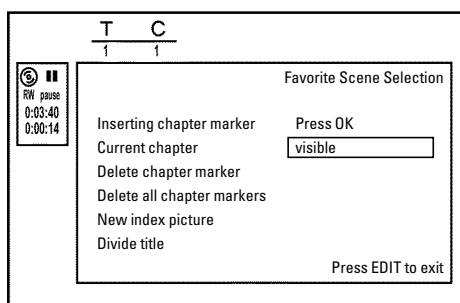 T C
1 1
RW pause
0:03:40
0:00:14
Favorite Scene Selection
Inserting chapter marker Press OK
Current chapter visible
Delete chapter marker
Delete all chapter markers
New index picture
Divide title
Press EDIT to exit